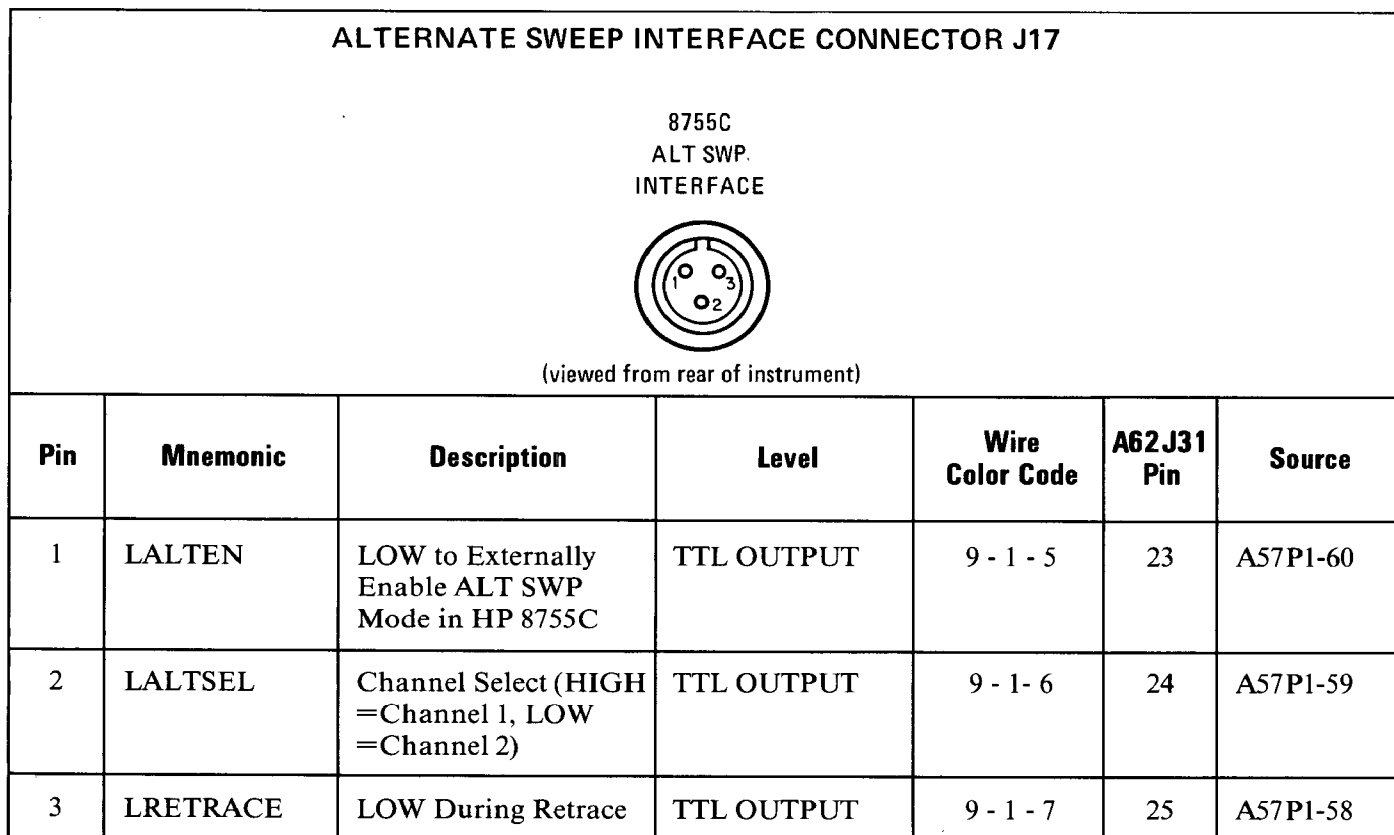 ALTERNATE SWEEP INTERFACE CONNECTOR J17
8755C
ALT SWP
INTERFACE
1 3
2
(viewed from rear of instrument)
Pin Mnemonic Description Level Wire Color Code A62J31 Pin Source
1 LALTEN LOW to Externally TTL OUTPUT 9 - 1 - 5 23 A57P1-60
Enable ALT SWP
Mode in HP 8755C
2 LALTSEL Channel Select (HIGH TTL OUTPUT 9 - 1- 6 24 A57P1-59
=Channel 1, LOW
=Channel 2)
3 LRETRACE LOW During Retrace TTL OUTPUT 9 - 1 - 7 25 A57P1-58